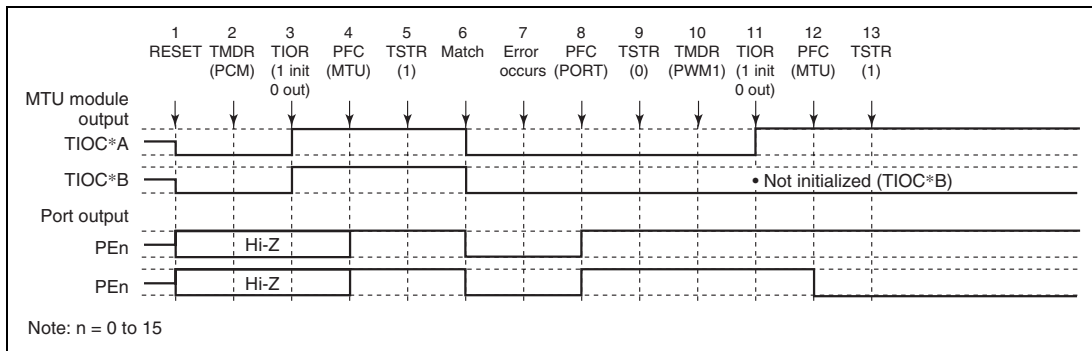 1 2 3 4 5 6 7 8 9 10 11 12 13
RESET TMDR TIOR PFC TSTR Match Error PFC TSTR TMDR TIOR PFC TSTR
(PCM) (1 init (MTU) (1) occurs (PORT) (0) (PWM1) (1 init (MTU) (1)
0 out) 0 out)
MTU module
output
TIOC*A
TIOC*B
• Not initialized (TIOC*B)
Port output
PEn
Hi-Z
PEn
Hi-Z
Note: n = 0 to 15